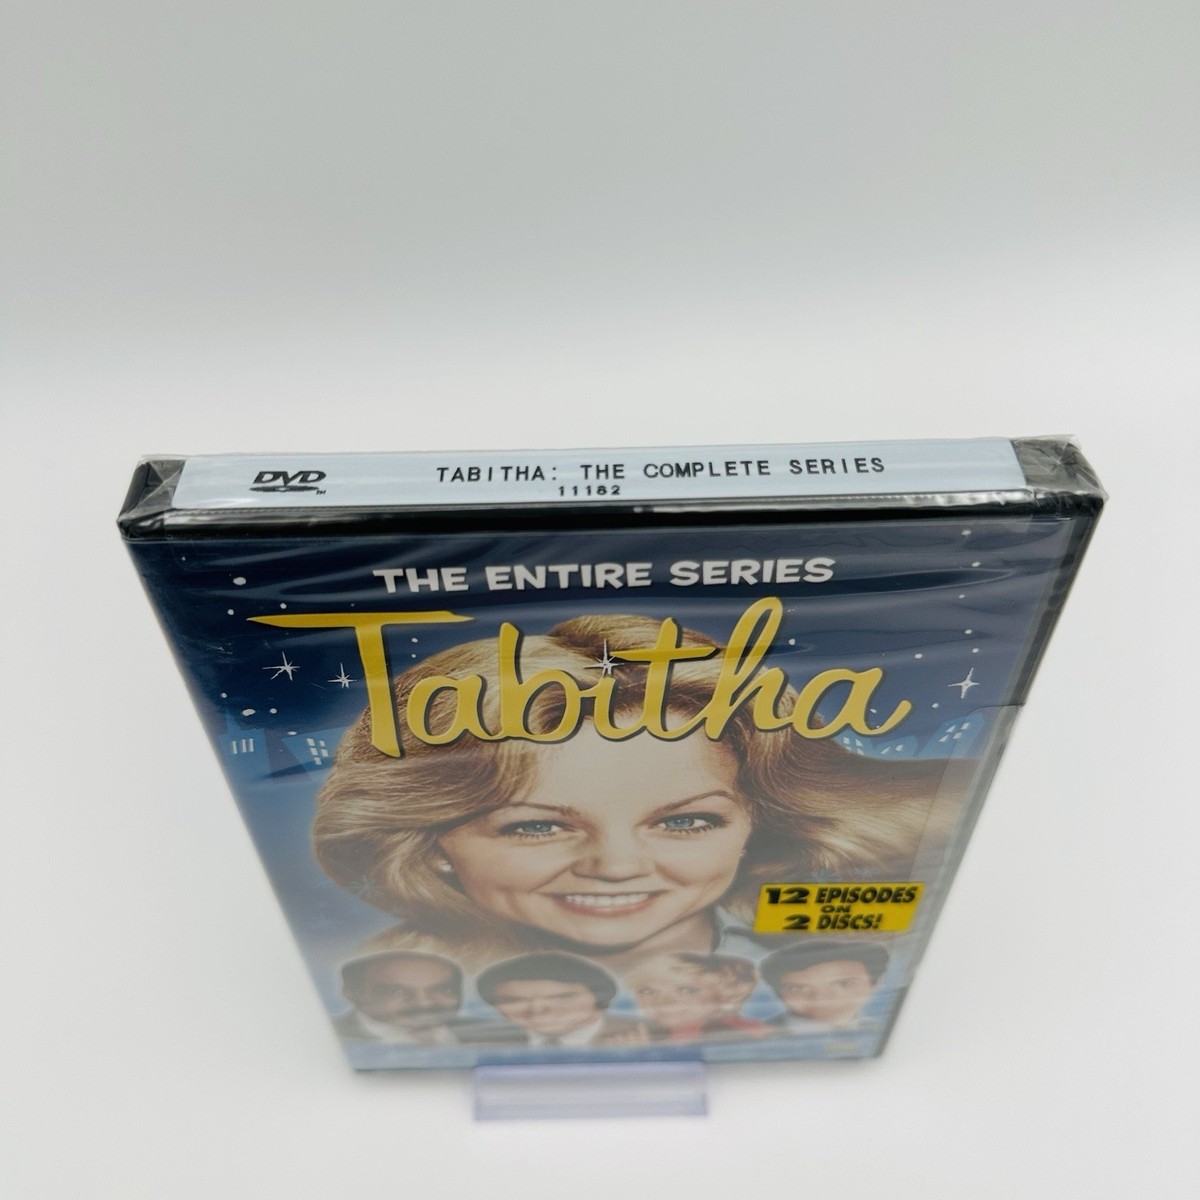 DVD
TABITHA: THE COMPLETE SERIES
11182
THE ENTIRE SERIES
Tabitha
12 EPISODES
ON
2 DISCS!